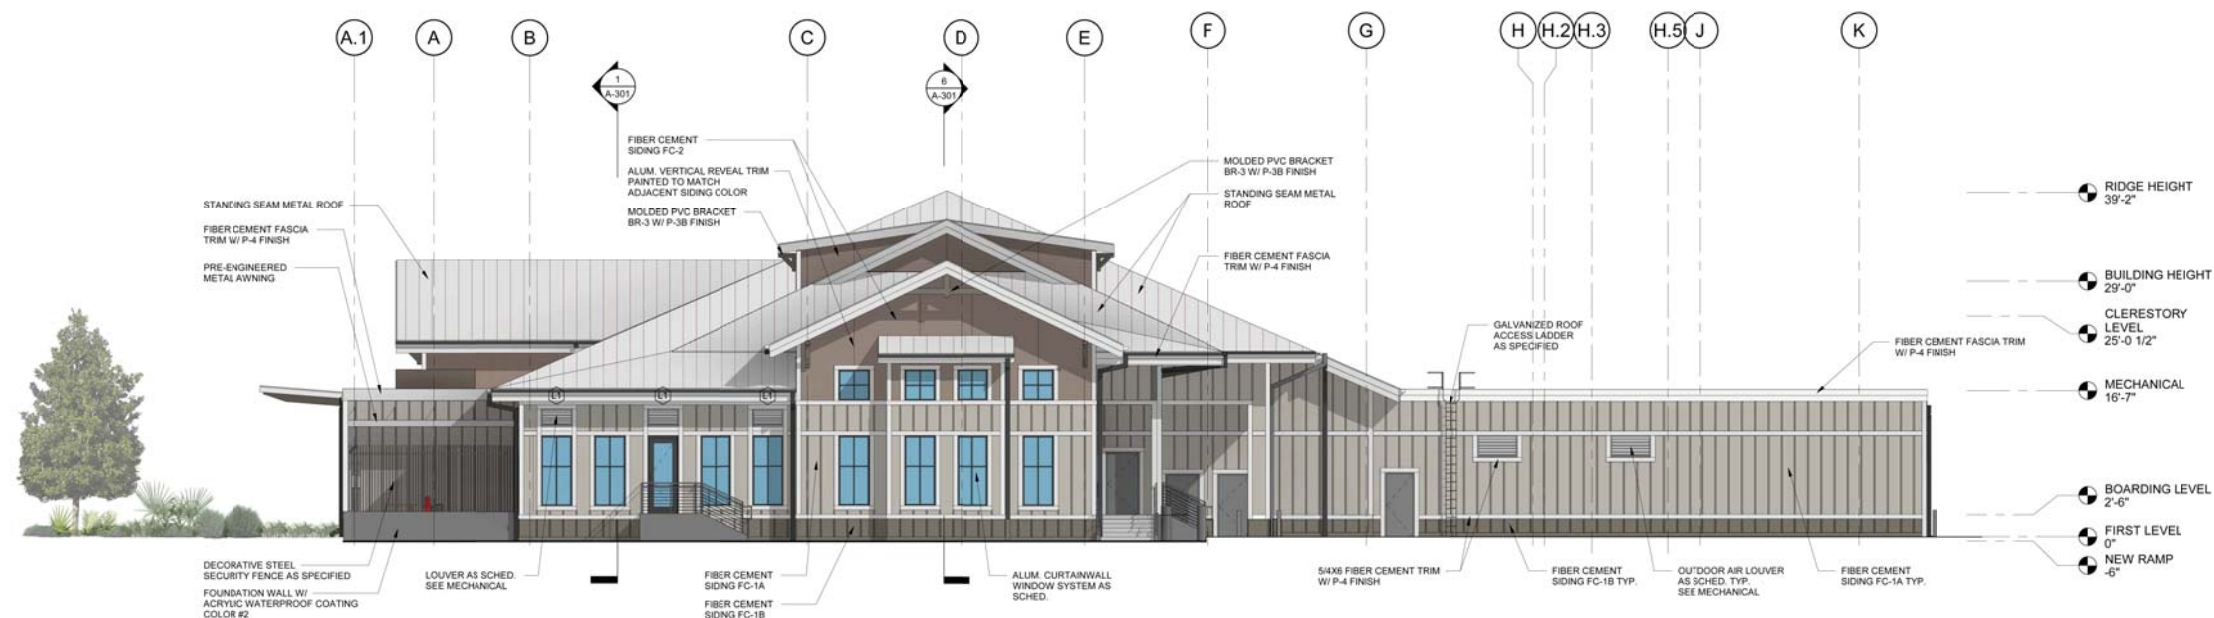 A.1 A B C D E F G H H.2 H.3 H.5 J K
1
A-301
6
A-301
FIBER CEMENT
SIDING FC-2
ALUM. VERTICAL REVEAL TRIM
PAINTED TO MATCH
ADJACENT SIDING COLOR
MOLDED PVC BRACKET
BR-3 W/ P-3B FINISH
STANDING SEAM METAL ROOF
FIBER CEMENT FASCIA
TRIM W/ P-4 FINISH
PRE-ENGINEERED
METAL AWNING
MOLDED PVC BRACKET
BR-3 W/ P-3B FINISH
STANDING SEAM METAL
ROOF
FIBER CEMENT FASCIA
TRIM W/ P-4 FINISH
GALVANIZED ROOF
ACCESS LADDER
AS SPECIFIED
FIBER CEMENT FASCIA TRIM
W/ P-4 FINISH
RIDGE HEIGHT
39'-2"
BUILDING HEIGHT
29'-0"
CLERESTORY
LEVEL
25'-0 1/2"
MECHANICAL
16'-7"
BOARDING LEVEL
2'-6"
FIRST LEVEL
0"
NEW RAMP
-6"
L1 L1 L1
DECORATIVE STEEL
SECURITY FENCE AS SPECIFIED
FOUNDATION WALL W/
ACRYLIC WATERPROOF COATING
COLOR #2
LOUVER AS SCHED.
SEE MECHANICAL
FIBER CEMENT
SIDING FC-1A
FIBER CEMENT
SIDING FC-1B
ALUM. CURTAINWALL
WINDOW SYSTEM AS
SCHED.
5/4X6 FIBER CEMENT TRIM
W/ P-4 FINISH
FIBER CEMENT
SIDING FC-1B TYP.
OUTDOOR AIR LOUVER
AS SCHED. TYP.
SEE MECHANICAL
FIBER CEMENT
SIDING FC-1A TYP.